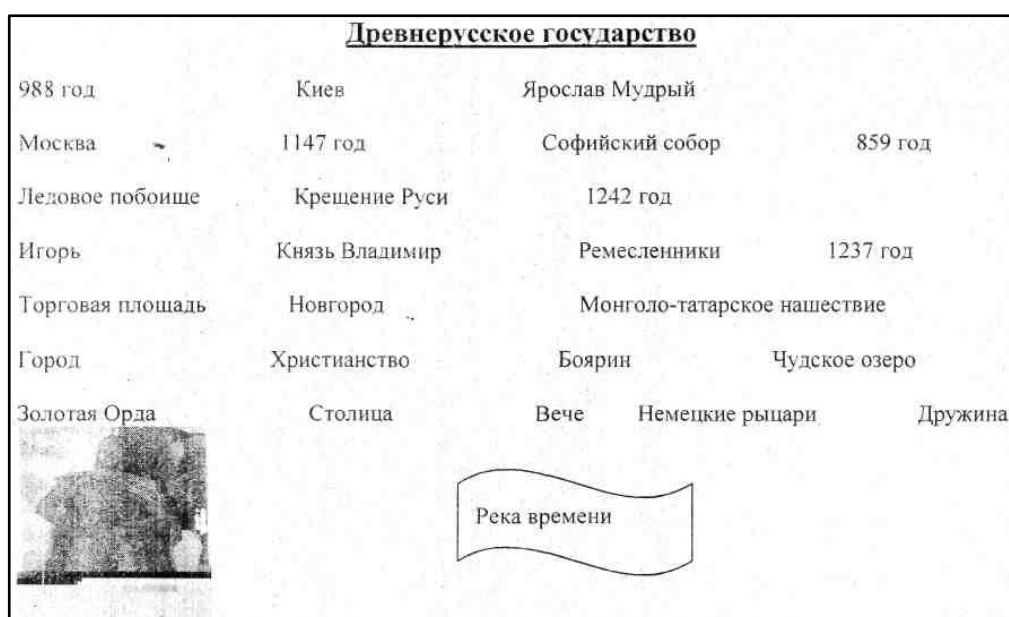 Древнерусское государство
988 год Киев Ярослав Мудрый
Москва 1147 год Софийский собор 859 год
Ледовое побоище Крещение Руси 1242 год
Игорь Князь Владимир Ремесленники 1237 год
Торговая площадь Новгород Монголо-татарское нашествие
Город Христианство Боярин Чудское озеро
Золотая Орда Столица Вече Немецкие рыцари Дружина
Река времени